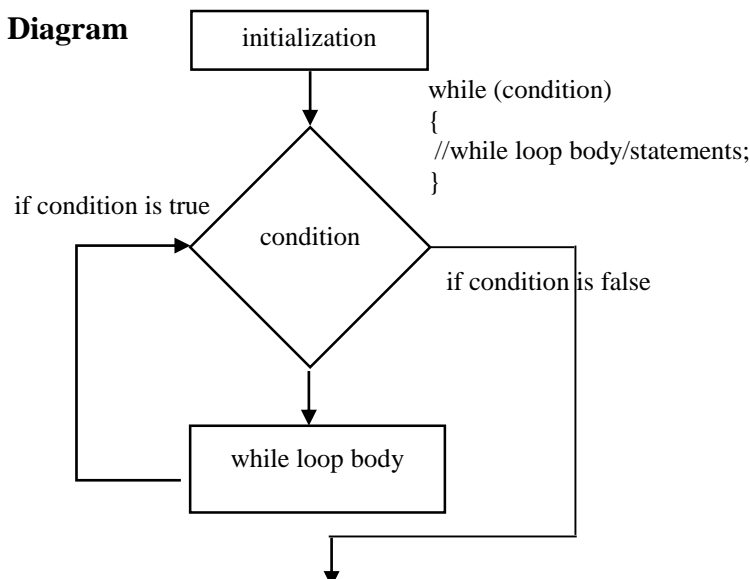 Diagram
initialization
while (condition)
{
//while loop body/statements;
}
if condition is true
condition
if condition is false
while loop body